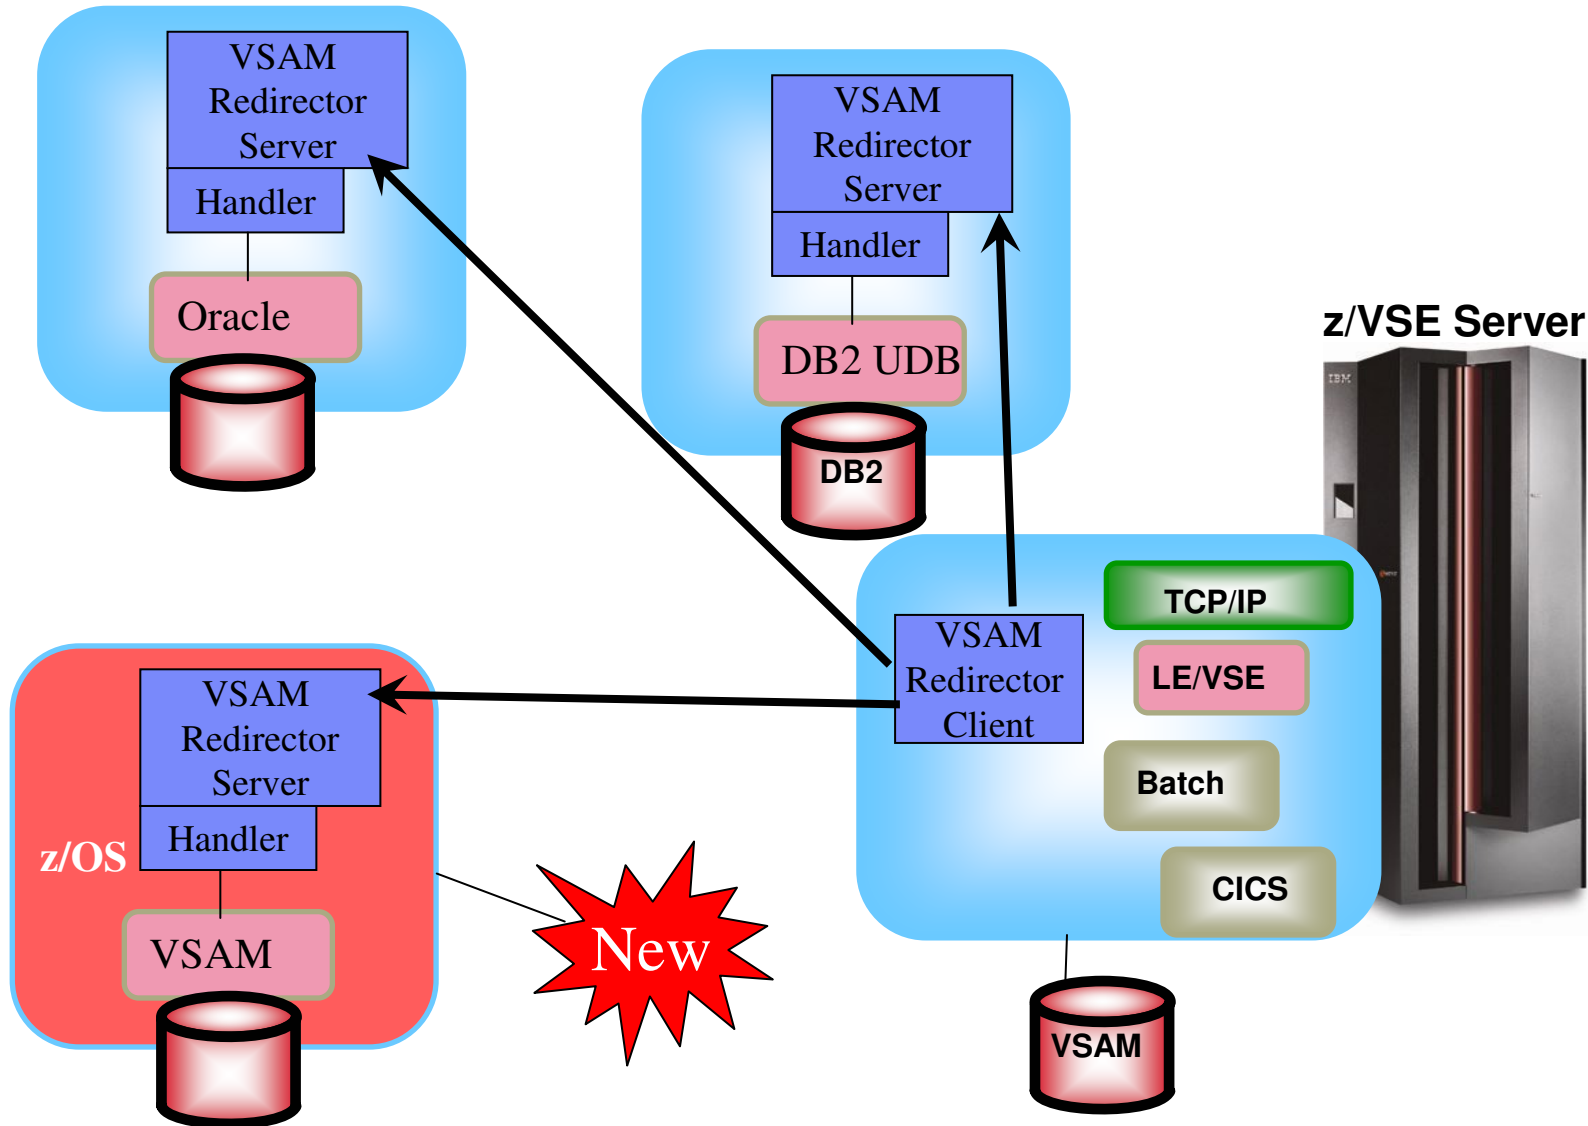 VSAM
Redirector
Server
Handler
Oracle
VSAM
Redirector
Server
Handler
DB2 UDB
DB2
z/VSE Server
IBM
TCP/IP
LE/VSE
Batch
CICS
VSAM
Redirector
Client
VSAM
VSAM
Redirector
Server
Handler
z/OS
VSAM
New